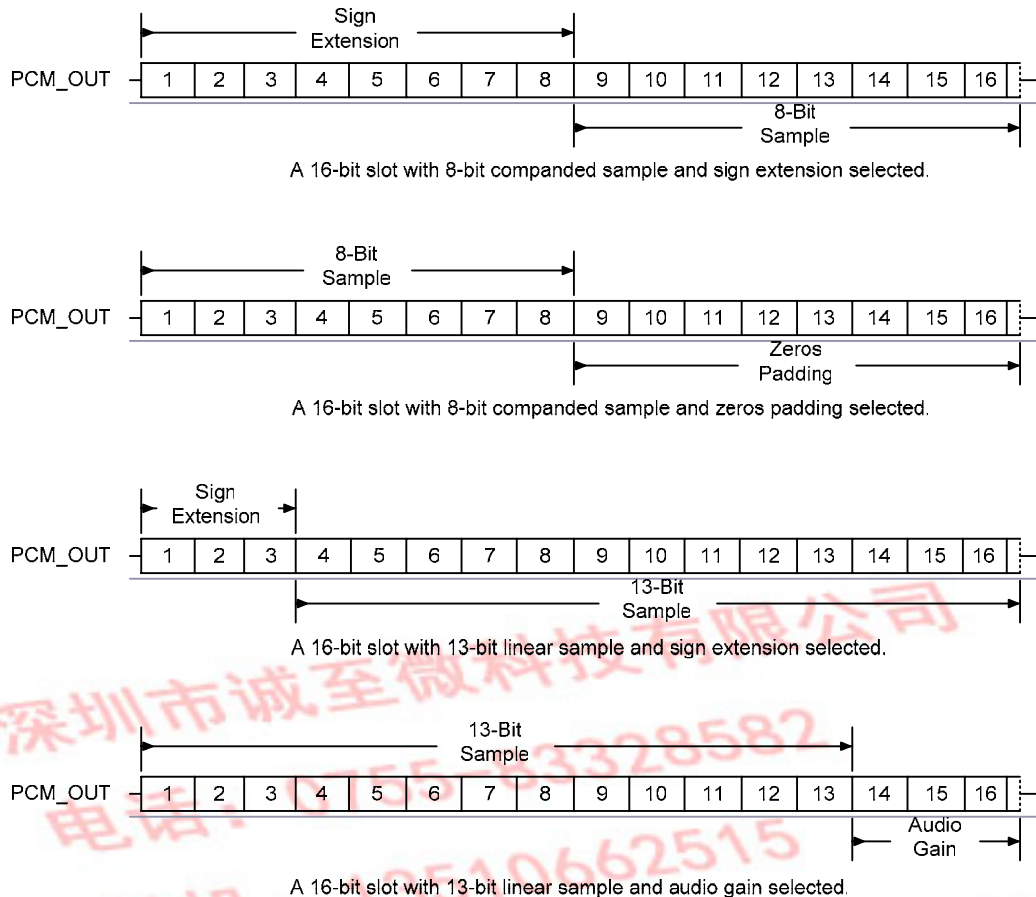 Sign
Extension
PCM_OUT 1 2 3 4 5 6 7 8 9 10 11 12 13 14 15 16
8-Bit
Sample
A 16-bit slot with 8-bit companded sample and sign extension selected.
8-Bit
Sample
PCM_OUT 1 2 3 4 5 6 7 8 9 10 11 12 13 14 15 16
Zeros
Padding
A 16-bit slot with 8-bit companded sample and zeros padding selected.
Sign
Extension
PCM_OUT 1 2 3 4 5 6 7 8 9 10 11 12 13 14 15 16
13-Bit
Sample
A 16-bit slot with 13-bit linear sample and sign extension selected.
深圳市诚至微科技有限公司
13-Bit
Sample
电话：0755-83328582
PCM_OUT 1 2 3 4 5 6 7 8 9 10 11 12 13 14 15 16
Audio
Gain
13510662515
A 16-bit slot with 13-bit linear sample and audio gain selected.